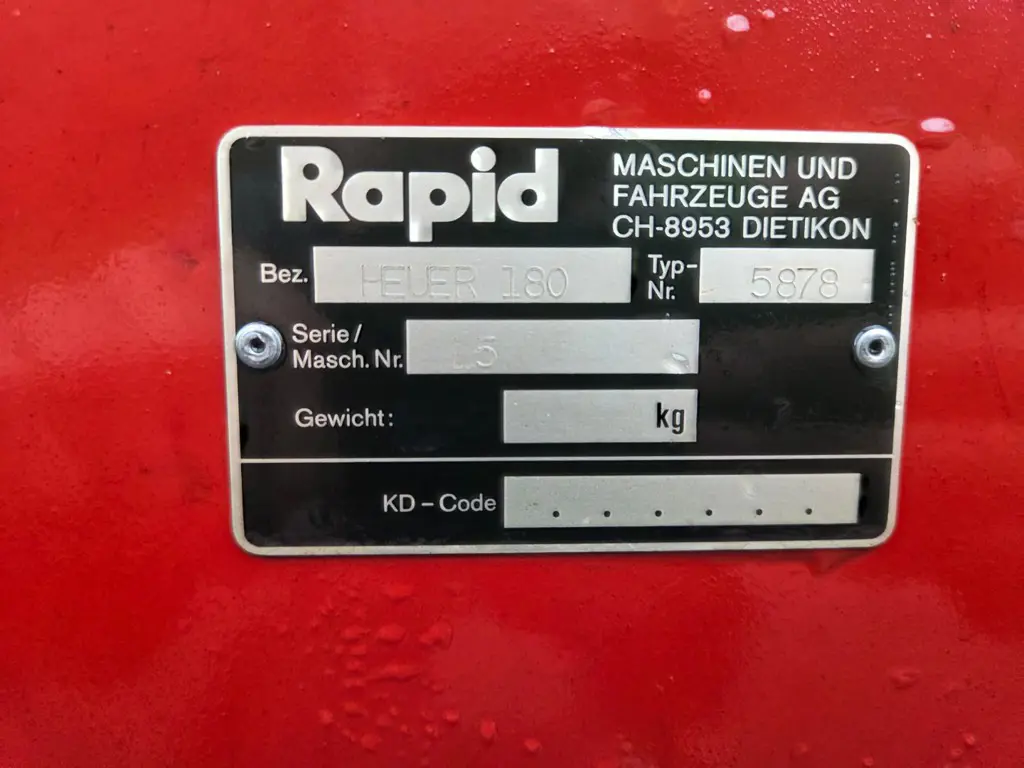 Rapid
MASCHINEN UND
FAHRZEUGE AG
CH-8953 DIETIKON
Bez. HEUER 180
Typ-
Nr. 5878
Serie/
Masch. Nr. 15
Gewicht: kg
KD-Code